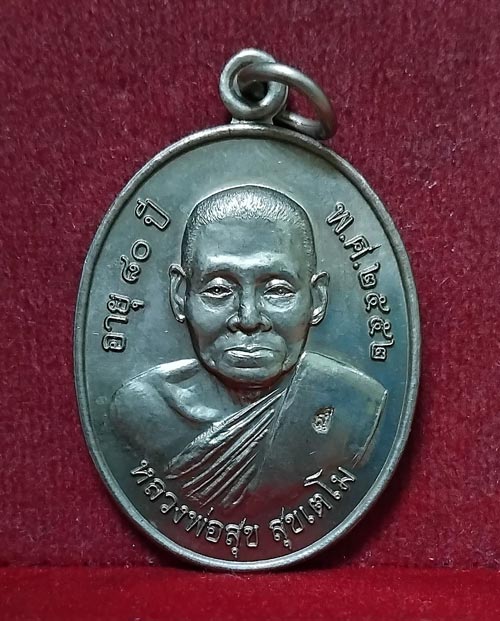 อายุ ๘๐ ปี
พ.ศ.๒๕๕๒
หลวงพ่อสุข สุขเตโม